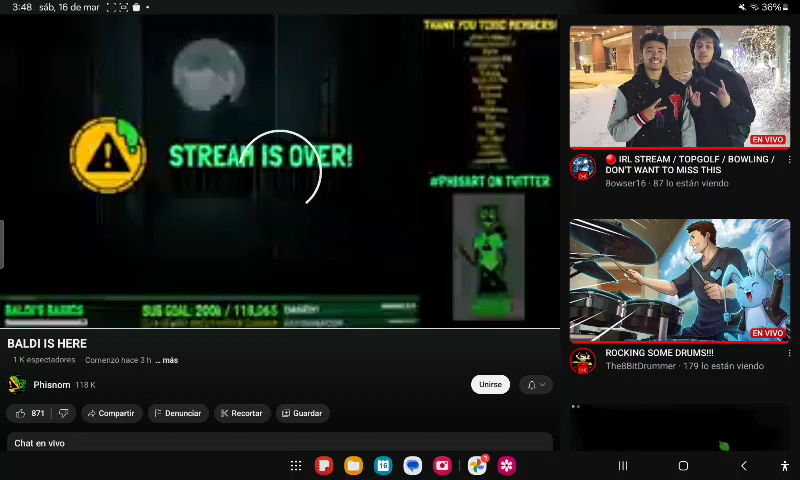 3:48 sáb, 16 de mar
36%
THANK YOU TOXIC MEMBERS!
STREAM IS OVER!
#PHISART ON TWITTER
BALDI'S BASICS
SUB GOAL: 200k / 118,065
BALDI IS HERE
1 K espectadores Comenzó hace 3 h ... más
Phisnom 118 K
Unirse
871
Compartir
Denunciar
Recortar
Guardar
Chat en vivo
EN VIVO
IRL STREAM / TOPGOLF / BOWLING /
DON'T WANT TO MISS THIS
8owser16 · 87 lo están viendo
EN VIVO
ROCKING SOME DRUMS!!!
The8BitDrummer · 179 lo están viendo
16
1